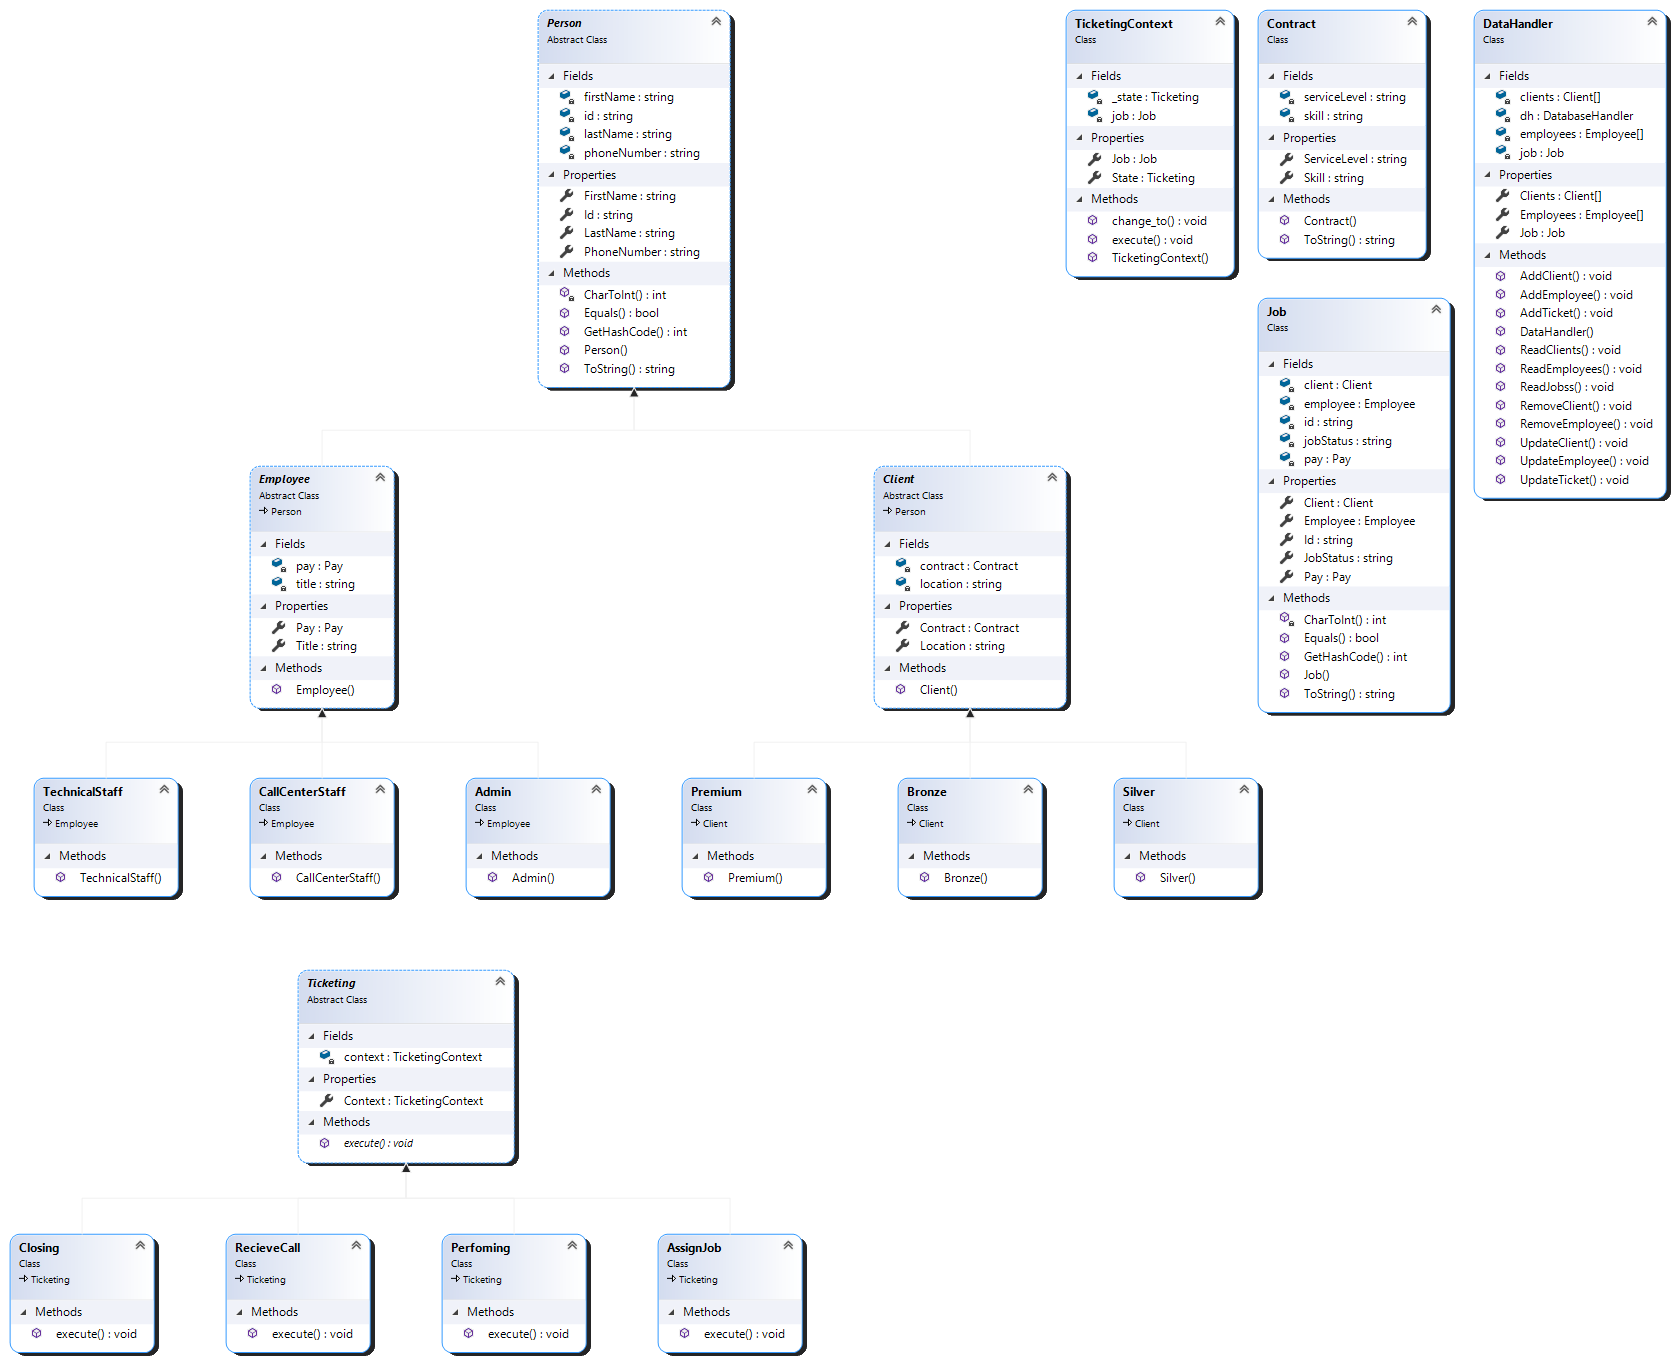 Person
Abstract Class
Fields
firstName : string
id : string
lastName : string
phoneNumber : string
Properties
FirstName : string
Id : string
LastName : string
PhoneNumber : string
Methods
CharToInt() : int
Equals() : bool
GetHashCode() : int
Person()
ToString() : string
TicketingContext
Class
Fields
_state : Ticketing
job : Job
Properties
Job : Job
State : Ticketing
Methods
change_to() : void
execute() : void
TicketingContext()
Contract
Class
Fields
serviceLevel : string
skill : string
Properties
ServiceLevel : string
Skill : string
Methods
Contract()
ToString() : string
DataHandler
Class
Fields
clients : Client[]
dh : DatabaseHandler
employees : Employee[]
job : Job
Properties
Clients : Client[]
Employees : Employee[]
Job : Job
Methods
AddClient() : void
AddEmployee() : void
AddTicket() : void
DataHandler()
ReadClients() : void
ReadEmployees() : void
ReadJobss() : void
RemoveClient() : void
RemoveEmployee() : void
UpdateClient() : void
UpdateEmployee() : void
UpdateTicket() : void
Job
Class
Fields
client : Client
employee : Employee
id : string
jobStatus : string
pay : Pay
Properties
Client : Client
Employee : Employee
Id : string
JobStatus : string
Pay : Pay
Methods
CharToInt() : int
Equals() : bool
GetHashCode() : int
Job()
ToString() : string
Employee
Abstract Class
Person
Fields
pay : Pay
title : string
Properties
Pay : Pay
Title : string
Methods
Employee()
Client
Abstract Class
Person
Fields
contract : Contract
location : string
Properties
Contract : Contract
Location : string
Methods
Client()
TechnicalStaff
Class
Employee
Methods
TechnicalStaff()
CallCenterStaff
Class
Employee
Methods
CallCenterStaff()
Admin
Class
Employee
Methods
Admin()
Premium
Class
Client
Methods
Premium()
Bronze
Class
Client
Methods
Bronze()
Silver
Class
Client
Methods
Silver()
Ticketing
Abstract Class
Fields
context : TicketingContext
Properties
Context : TicketingContext
Methods
execute() : void
Closing
Class
Ticketing
Methods
execute() : void
RecieveCall
Class
Ticketing
Methods
execute() : void
Perfoming
Class
Ticketing
Methods
execute() : void
AssignJob
Class
Ticketing
Methods
execute() : void